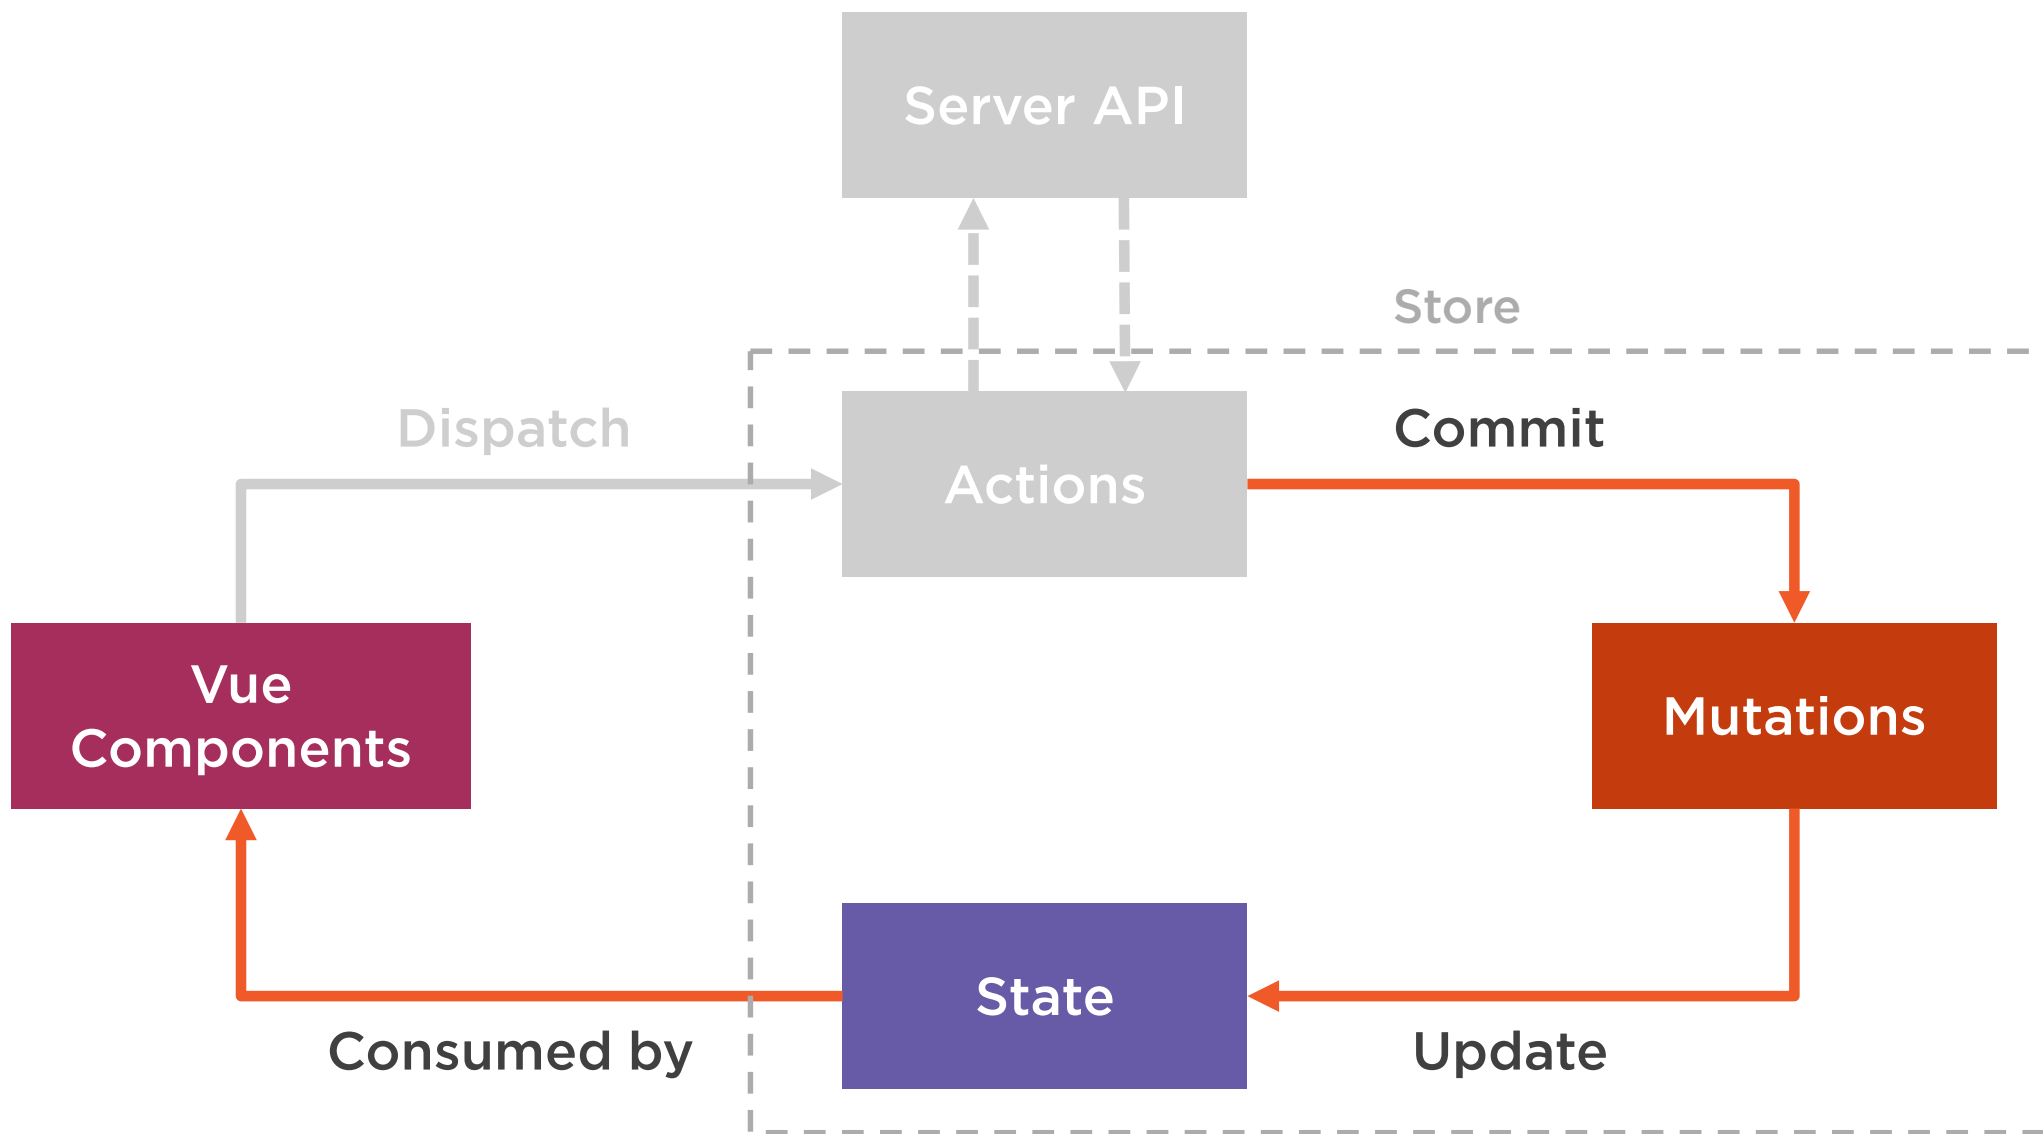 Server API
Store
Dispatch
Commit
Actions
Vue
Components
Mutations
State
Consumed by
Update